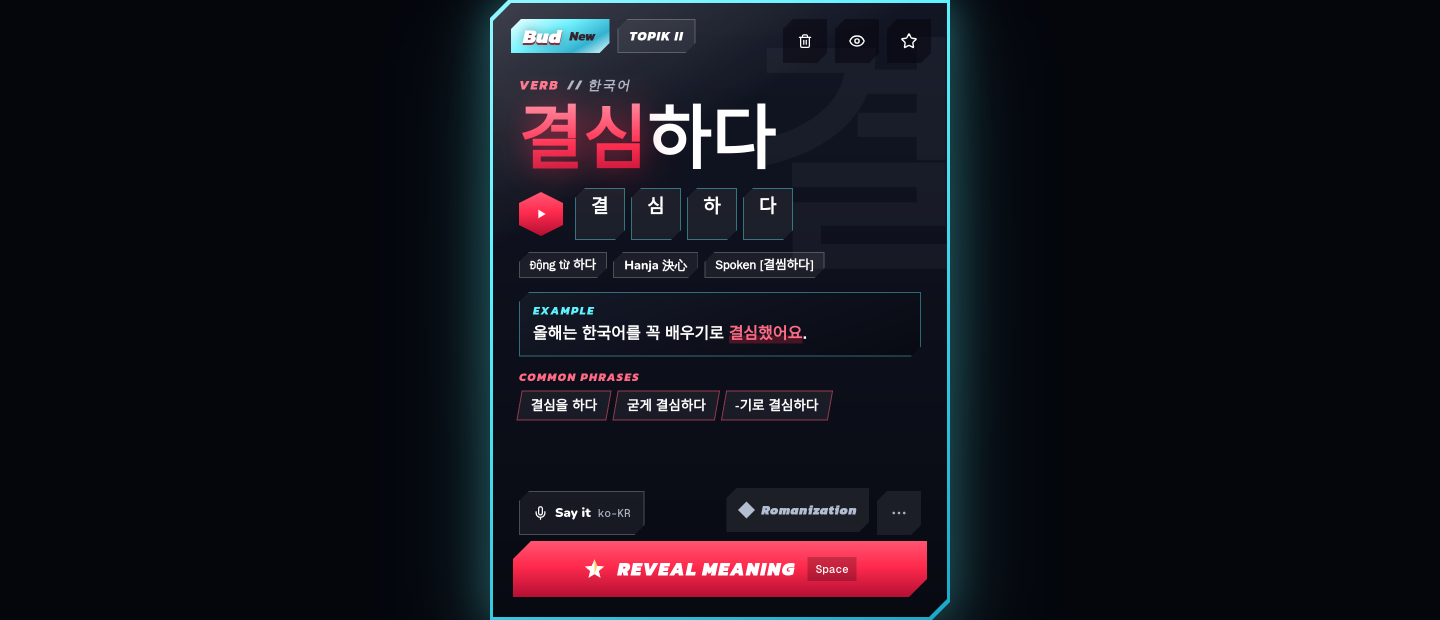 Bud New TOPIK II
VERB // 한국어
결심하다
결 심 하 다
Động từ 하다 Hanja 決心 Spoken [결씸하다]
EXAMPLE
올해는 한국어를 꼭 배우기로 결심했어요.
COMMON PHRASES
결심을 하다 굳게 결심하다 -기로 결심하다
Say it ko-KR Romanization
REVEAL MEANING Space